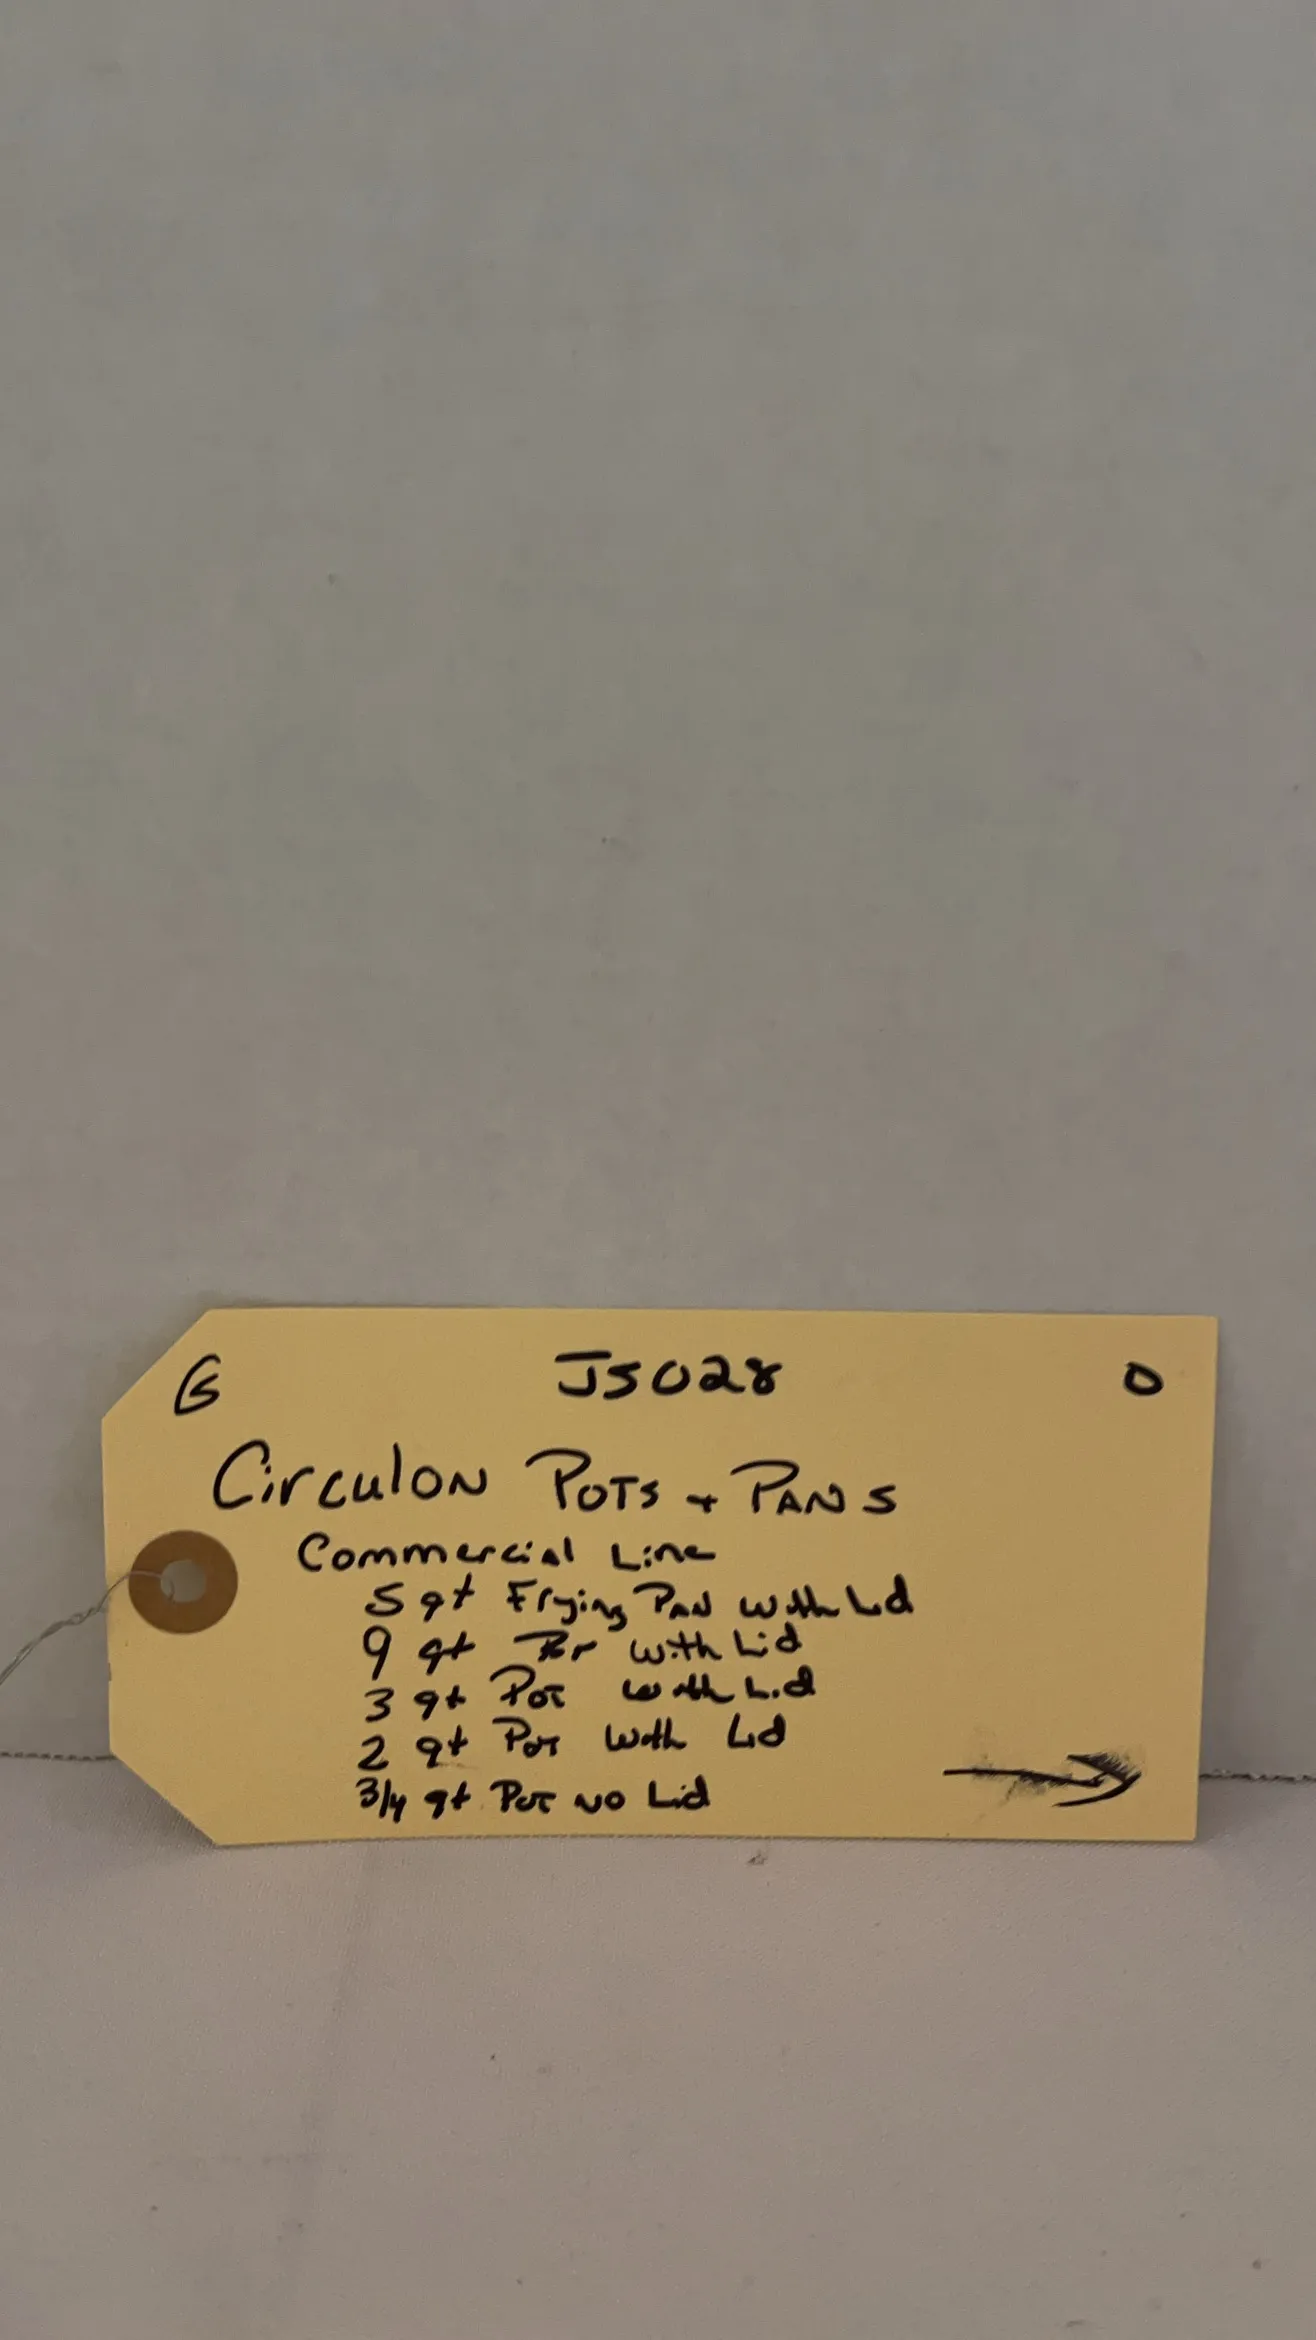 G JS028 O
Circulon Pots + Pans
Commercial Line
5 qt Frying Pan with Lid
9 qt Pot with Lid
3 qt Pot with Lid
2 qt Pot with Lid
3/4 qt Pot no Lid